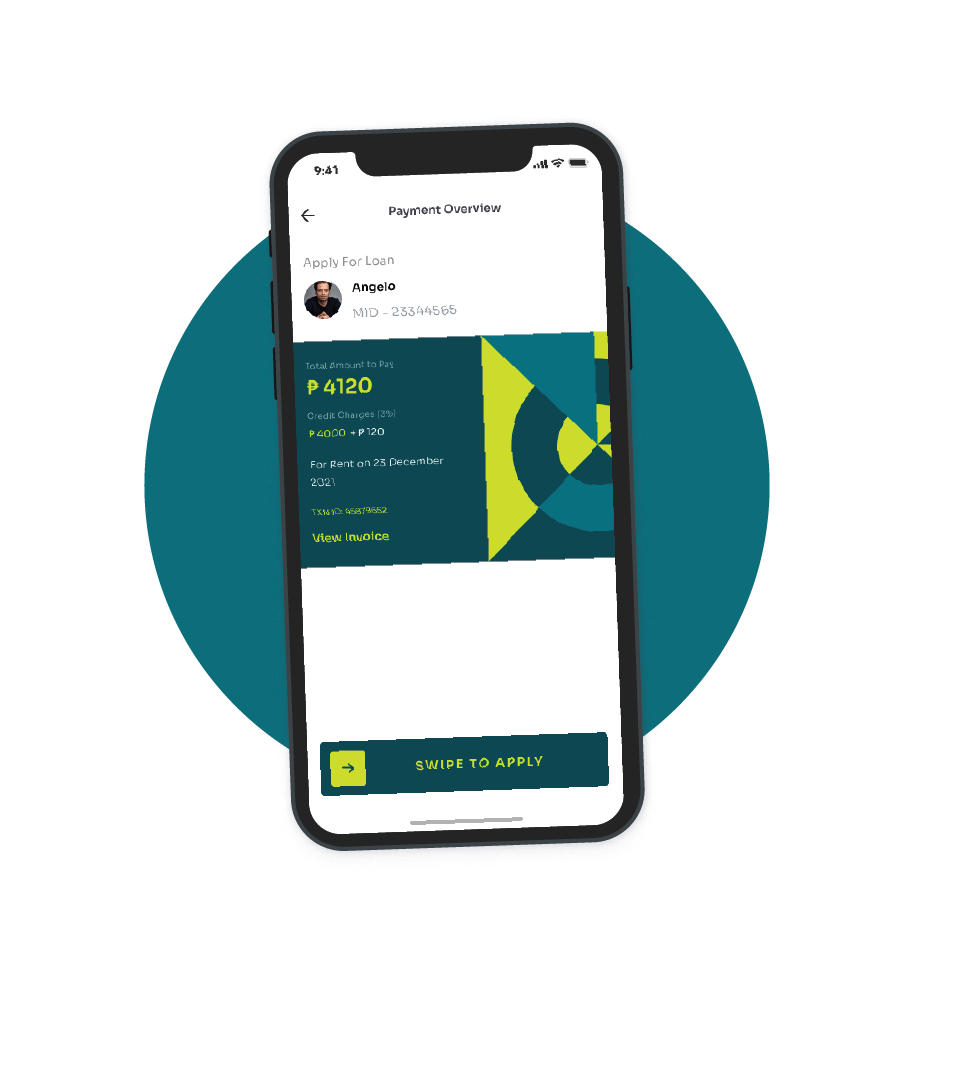 9:41
Payment Overview
Apply For Loan
Angelo
MID - 23344565
Total Amount to Pay
₱ 4120
Credit Charges (3%)
₱ 4000 + ₱ 120
For Rent on 23 December
2021
TXN ID: 45879652
View Invoice
SWIPE TO APPLY